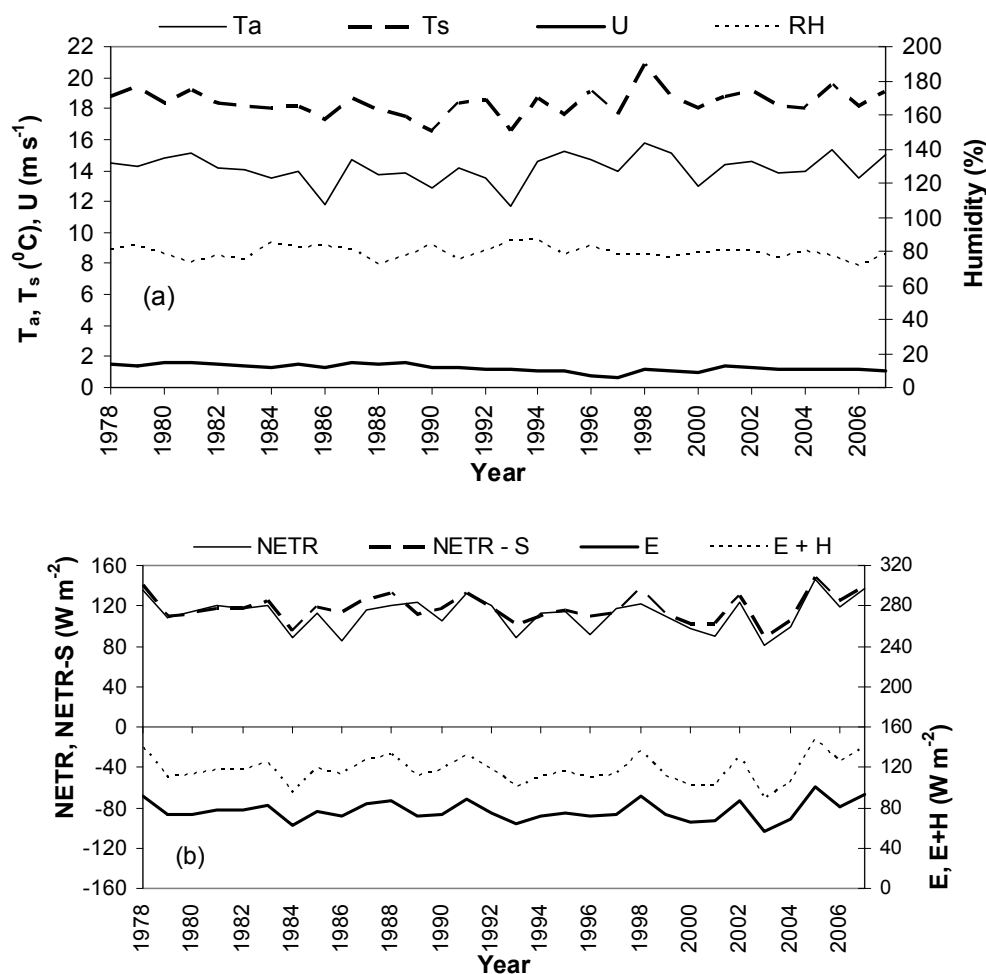 Ta Ts U RH
22 200
20 180
18 160
16 140
14 120
12 100
10 80
8 60
6 40
4 20
2 0
0
Ta, Ts (⁰C), U (m s⁻¹)
Humidity (%)
(a)
1978 1980 1982 1984 1986 1988 1990 1992 1994 1996 1998 2000 2002 2004 2006
Year
NETR NETR - S E E + H
160 320
120 280
80 240
40 200
0 160
-40 120
-80 80
-120 40
-160 0
NETR, NETR-S (W m⁻²)
E, E+H (W m⁻²)
(b)
1978 1980 1982 1984 1986 1988 1990 1992 1994 1996 1998 2000 2002 2004 2006
Year